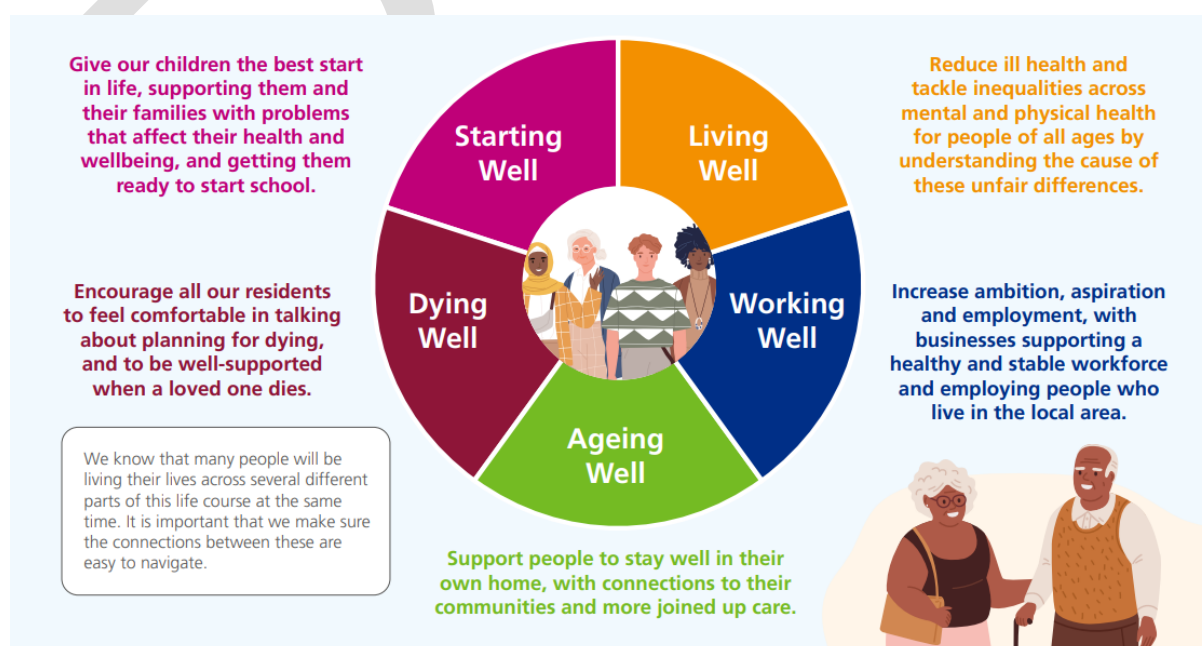 Give our children the best start
in life, supporting them and
their families with problems
that affect their health and
wellbeing, and getting them
ready to start school.
Starting
Well
Living
Well
Reduce ill health and
tackle inequalities across
mental and physical health
for people of all ages by
understanding the cause of
these unfair differences.
Encourage all our residents
to feel comfortable in talking
about planning for dying,
and to be well-supported
when a loved one dies.
Dying
Well
Working
Well
Increase ambition, aspiration
and employment, with
businesses supporting a
healthy and stable workforce
and employing people who
live in the local area.
We know that many people will be
living their lives across several different
parts of this life course at the same
time. It is important that we make sure
the connections between these are
easy to navigate.
Ageing
Well
Support people to stay well in their
own home, with connections to their
communities and more joined up care.